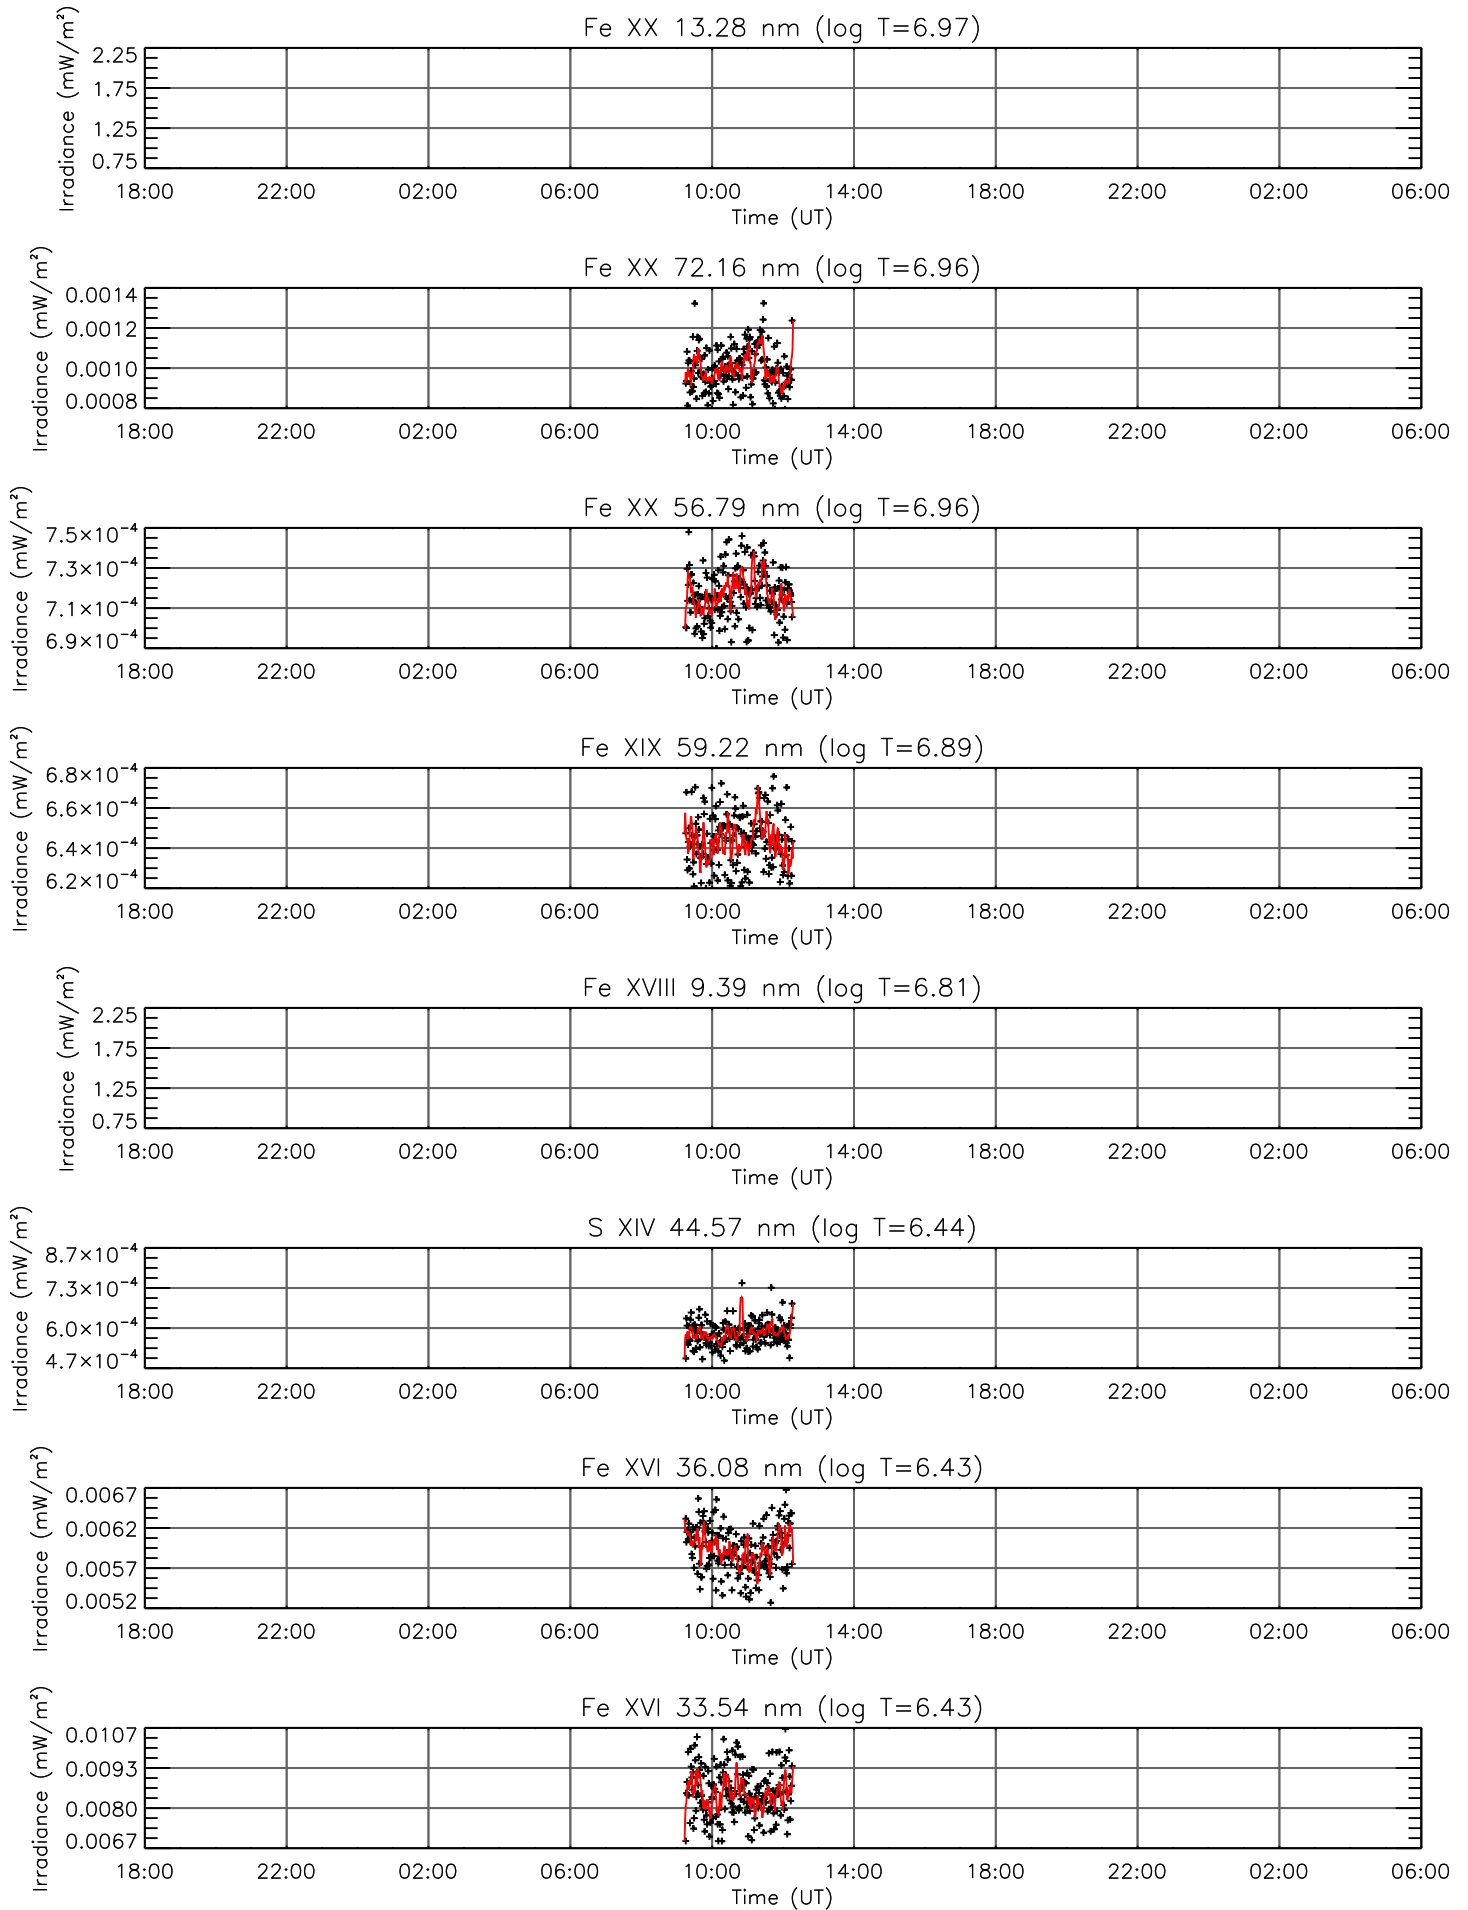 Fe XX 13.28 nm (log T=6.97)
Irradiance (mW/m²)
2.25
1.75
1.25
0.75
18:00 22:00 02:00 06:00 10:00 14:00 18:00 22:00 02:00 06:00
Time (UT)
Fe XX 72.16 nm (log T=6.96)
Irradiance (mW/m²)
0.0014
0.0012
0.0010
0.0008
18:00 22:00 02:00 06:00 10:00 14:00 18:00 22:00 02:00 06:00
Time (UT)
Fe XX 56.79 nm (log T=6.96)
Irradiance (mW/m²)
7.5×10⁻⁴
7.3×10⁻⁴
7.1×10⁻⁴
6.9×10⁻⁴
18:00 22:00 02:00 06:00 10:00 14:00 18:00 22:00 02:00 06:00
Time (UT)
Fe XIX 59.22 nm (log T=6.89)
Irradiance (mW/m²)
6.8×10⁻⁴
6.6×10⁻⁴
6.4×10⁻⁴
6.2×10⁻⁴
18:00 22:00 02:00 06:00 10:00 14:00 18:00 22:00 02:00 06:00
Time (UT)
Fe XVIII 9.39 nm (log T=6.81)
Irradiance (mW/m²)
2.25
1.75
1.25
0.75
18:00 22:00 02:00 06:00 10:00 14:00 18:00 22:00 02:00 06:00
Time (UT)
S XIV 44.57 nm (log T=6.44)
Irradiance (mW/m²)
8.7×10⁻⁴
7.3×10⁻⁴
6.0×10⁻⁴
4.7×10⁻⁴
18:00 22:00 02:00 06:00 10:00 14:00 18:00 22:00 02:00 06:00
Time (UT)
Fe XVI 36.08 nm (log T=6.43)
Irradiance (mW/m²)
0.0067
0.0062
0.0057
0.0052
18:00 22:00 02:00 06:00 10:00 14:00 18:00 22:00 02:00 06:00
Time (UT)
Fe XVI 33.54 nm (log T=6.43)
Irradiance (mW/m²)
0.0107
0.0093
0.0080
0.0067
18:00 22:00 02:00 06:00 10:00 14:00 18:00 22:00 02:00 06:00
Time (UT)